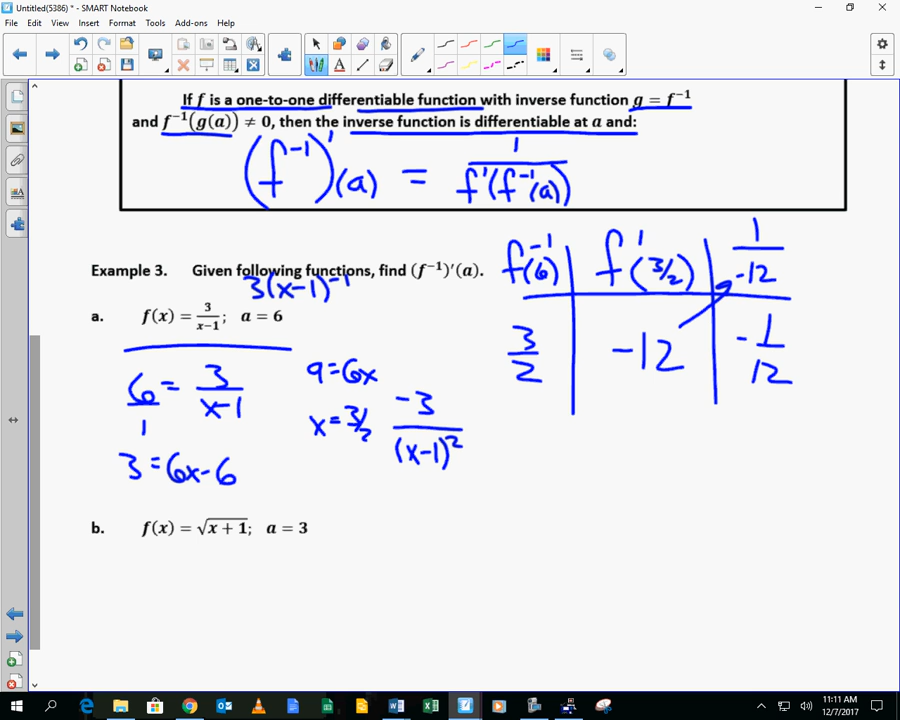 Untitled(5386) * - SMART Notebook
File Edit View Insert Format Tools Add-ons Help
If f is a one-to-one differentiable function with inverse function g = f⁻¹
and f⁻¹(g(a)) ≠ 0, then the inverse function is differentiable at a and:
(f⁻¹)'(a) = 1/f'(f⁻¹(a))
Example 3. Given following functions, find (f⁻¹)'(a).
3(x-1)⁻¹
a. f(x) = 3/(x−1); a = 6
6/1 = 3/(x-1)
3 = 6x - 6
9 = 6x
x = 3/2
-3/(x-1)²
f⁻¹(6) f'(3/2) 1/-12
3/2 -12 -1/12
b. f(x) = √(x + 1); a = 3
11:11 AM
12/7/2017